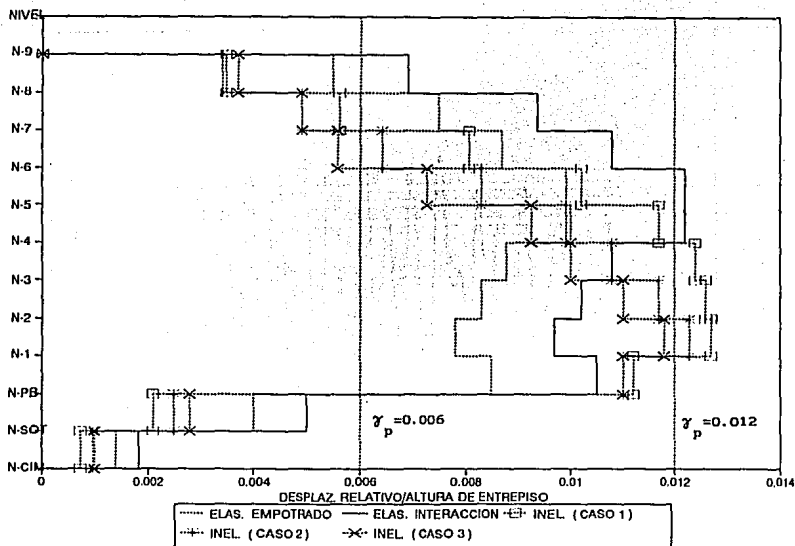 NIVEL
N-9
N-8
N-7
N-6
N-5
N-4
N-3
N-2
N-1
N-PB
N-SOT
N-CIM
γp=0.006
γp=0.012
0 0.002 0.004 0.006 0.008 0.01 0.012 0.014
DESPLAZ. RELATIVO/ALTURA DE ENTREPISO
ELAS. EMPOTRADO ELAS. INTERACCION INEL. (CASO 1)
INEL. (CASO 2) INEL. (CASO 3)